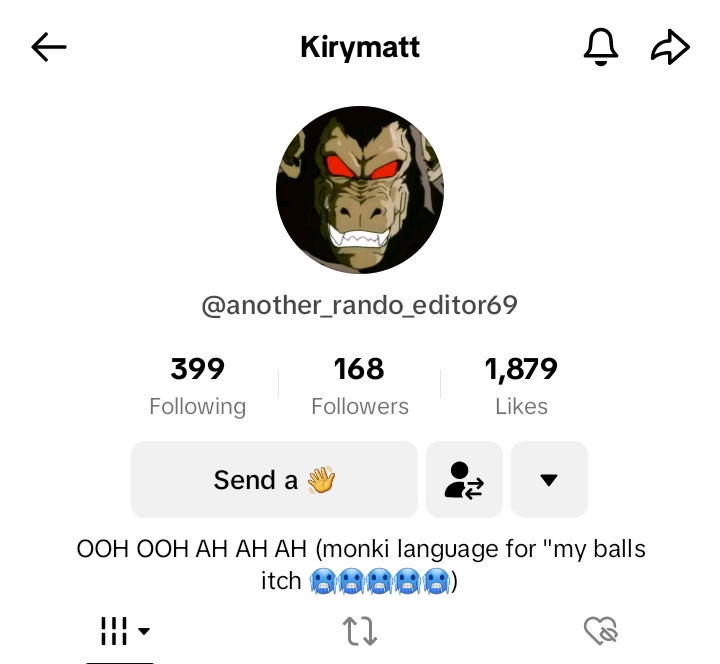 Kirymatt
@another_rando_editor69
399
Following
168
Followers
1,879
Likes
Send a 👋
OOH OOH AH AH AH (monki language for "my balls
itch 🥶🥶🥶🥶🥶)